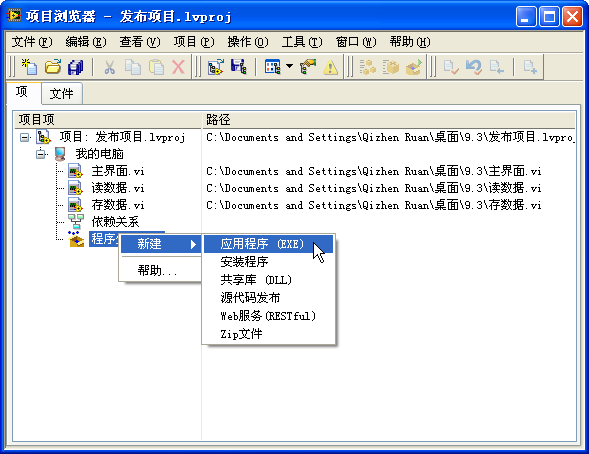 项目浏览器 - 发布项目.lvproj
文件(F) 编辑(E) 查看(V) 项目(P) 操作(O) 工具(T) 窗口(W) 帮助(H)
项 文件
项目项 路径
项目: 发布项目.lvproj C:\Documents and Settings\Qizhen Ruan\桌面\9.3\发布项目.lvproj
我的电脑
主界面.vi C:\Documents and Settings\Qizhen Ruan\桌面\9.3\主界面.vi
读数据.vi C:\Documents and Settings\Qizhen Ruan\桌面\9.3\读数据.vi
存数据.vi C:\Documents and Settings\Qizhen Ruan\桌面\9.3\存数据.vi
依赖关系
程序
新建 应用程序 (EXE)
安装程序
帮助...
共享库 (DLL)
源代码发布
Web服务(RESTful)
Zip文件